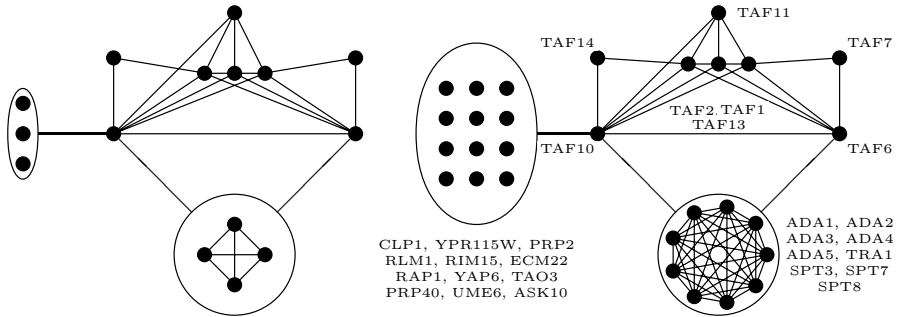 TAF11
TAF14
TAF7
TAF2
TAF1
TAF13
TAF10
TAF6
CLP1, YPR115W, PRP2
RLM1, RIM15, ECM22
RAP1, YAP6, TAO3
PRP40, UME6, ASK10
ADA1, ADA2
ADA3, ADA4
ADA5, TRA1
SPT3, SPT7
SPT8